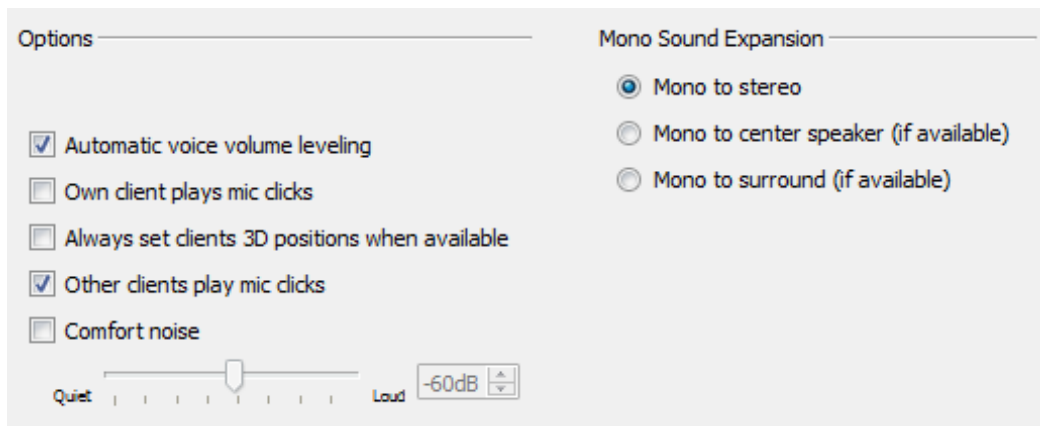 Options
Automatic voice volume leveling
Own client plays mic clicks
Always set clients 3D positions when available
Other clients play mic clicks
Comfort noise
Quiet Loud -60dB
Mono Sound Expansion
Mono to stereo
Mono to center speaker (if available)
Mono to surround (if available)